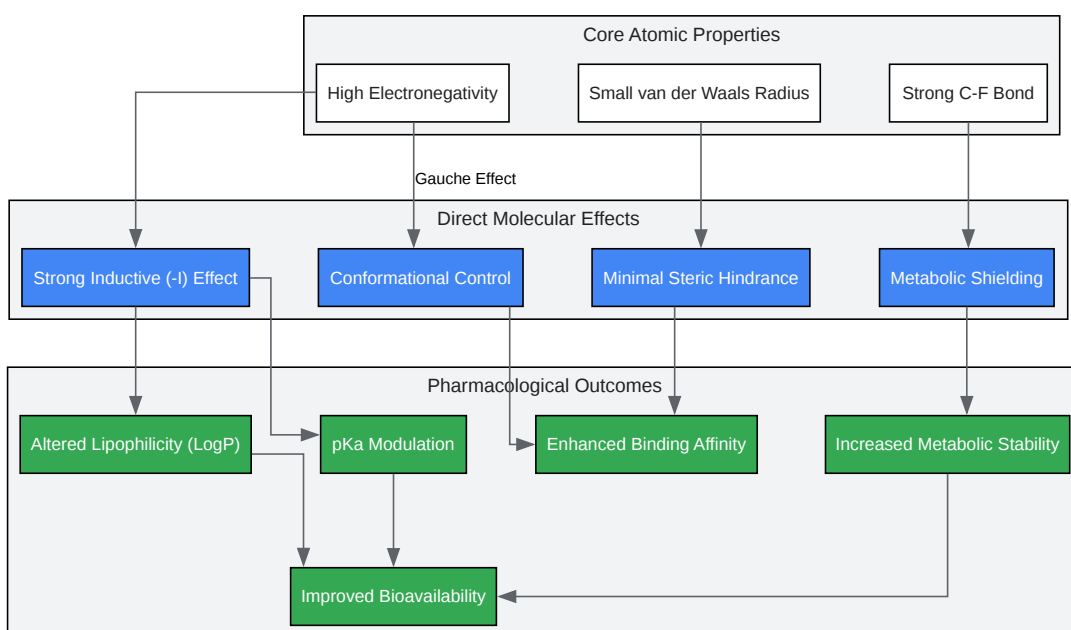 Core Atomic Properties
High Electronegativity
Small van der Waals Radius
Strong C-F Bond
Gauche Effect
Direct Molecular Effects
Strong Inductive (-I) Effect
Conformational Control
Minimal Steric Hindrance
Metabolic Shielding
Pharmacological Outcomes
Altered Lipophilicity (LogP)
pKa Modulation
Enhanced Binding Affinity
Increased Metabolic Stability
Improved Bioavailability